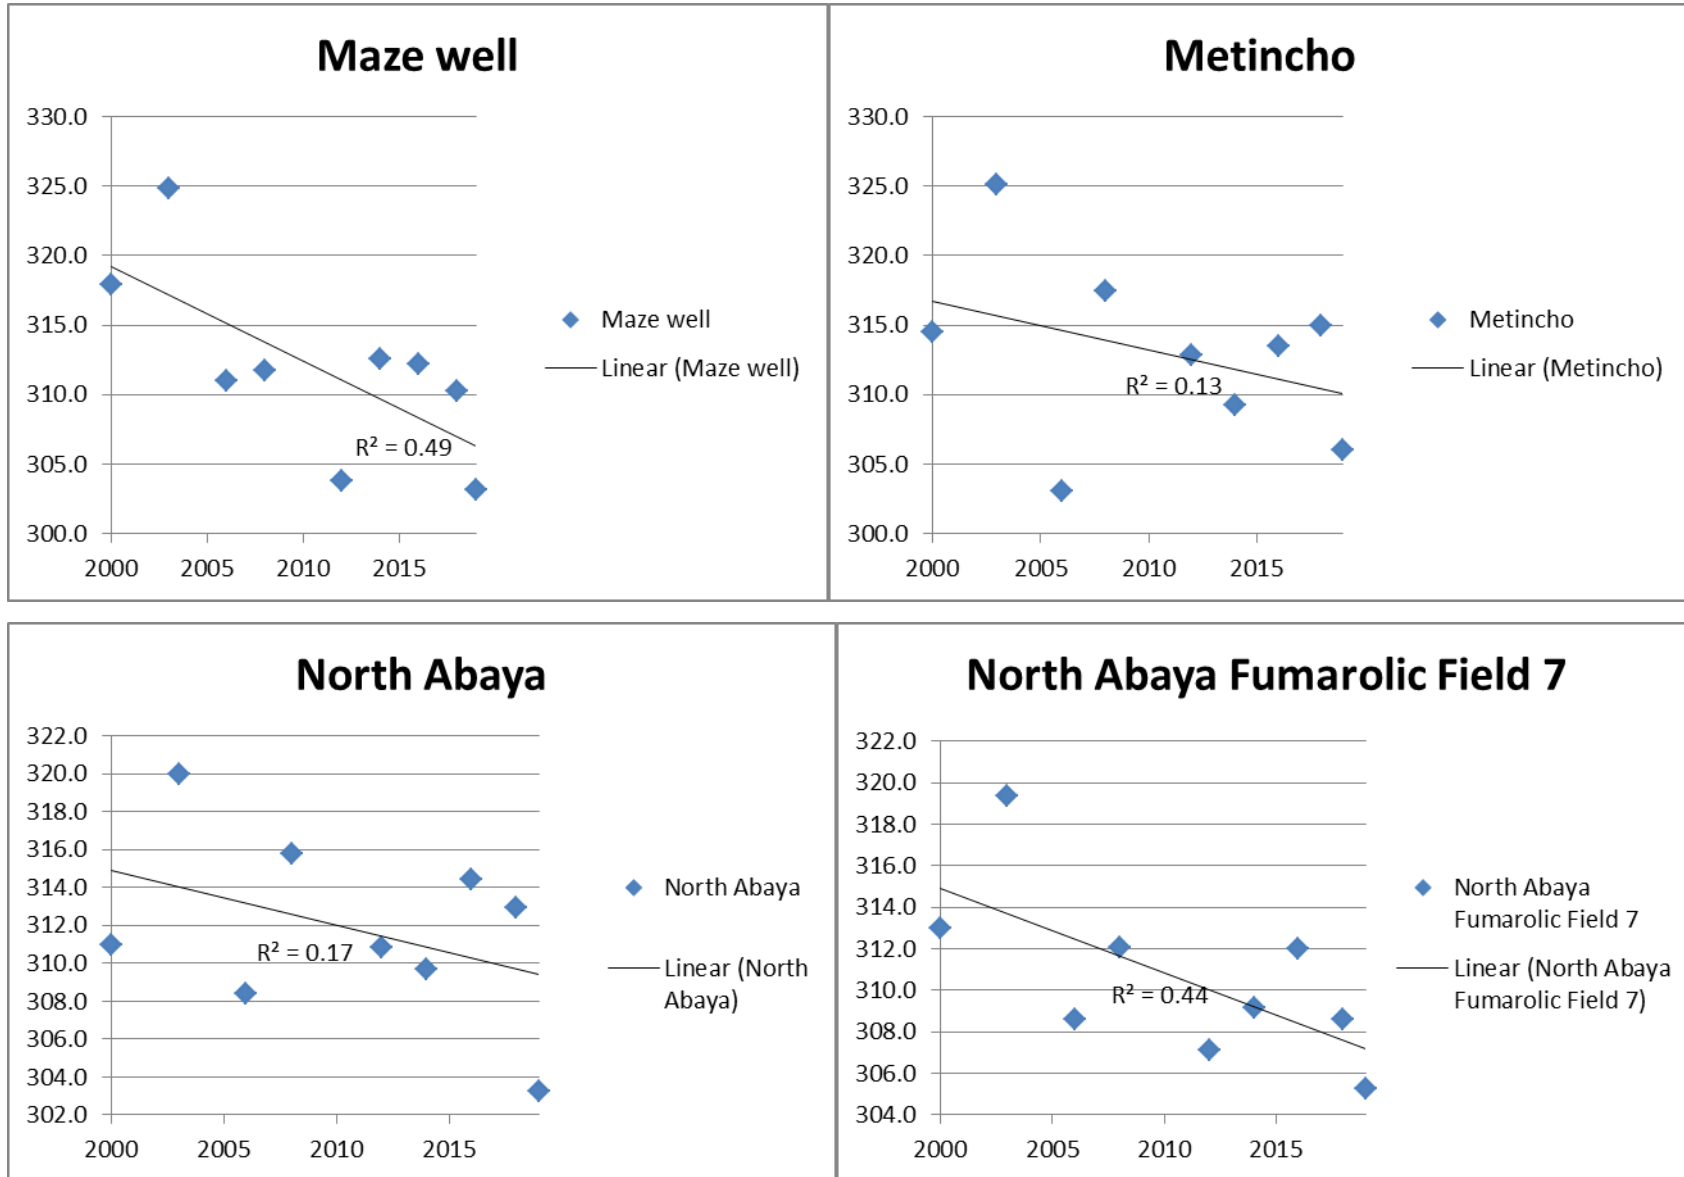 Maze well
330.0
325.0
320.0
315.0
310.0
305.0
300.0
2000 2005 2010 2015
R² = 0.49
Maze well
Linear (Maze well)
Metincho
330.0
325.0
320.0
315.0
310.0
305.0
300.0
2000 2005 2010 2015
R² = 0.13
Metincho
Linear (Metincho)
North Abaya
322.0
320.0
318.0
316.0
314.0
312.0
310.0
308.0
306.0
304.0
302.0
2000 2005 2010 2015
R² = 0.17
North Abaya
Linear (North
Abaya)
North Abaya Fumarolic Field 7
322.0
320.0
318.0
316.0
314.0
312.0
310.0
308.0
306.0
304.0
2000 2005 2010 2015
R² = 0.44
North Abaya
Fumarolic Field 7
Linear (North Abaya
Fumarolic Field 7)